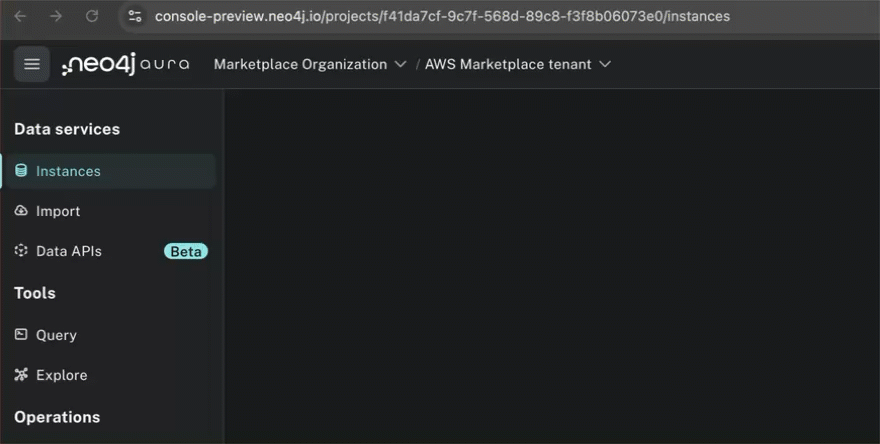 console-preview.neo4j.io/projects/f41da7cf-9c7f-568d-89c8-f3f8b06073e0/instances
neo4j aura Marketplace Organization / AWS Marketplace tenant
Data services
Instances
Import
Data APIs Beta
Tools
Query
Explore
Operations